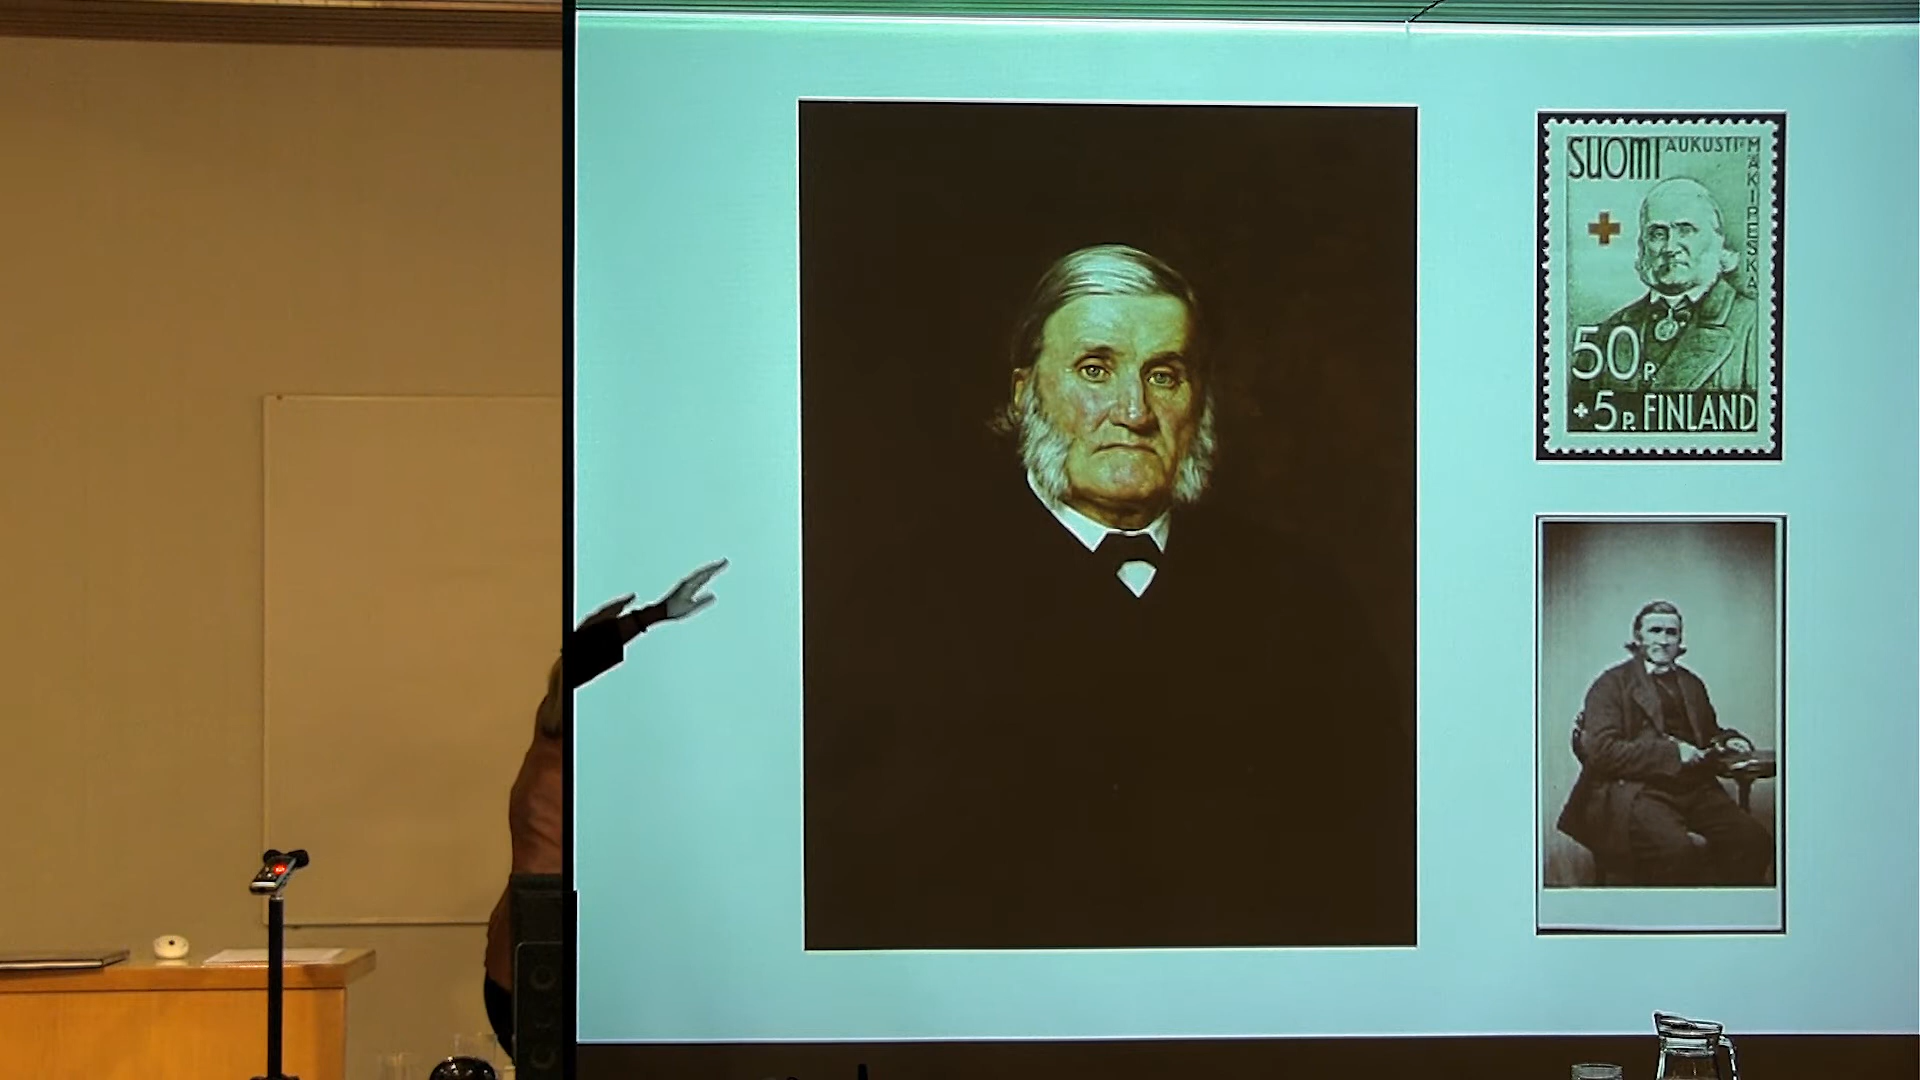 SUOMI AUKUSTI MÄKIPESKA
50 P.
+5 P. FINLAND